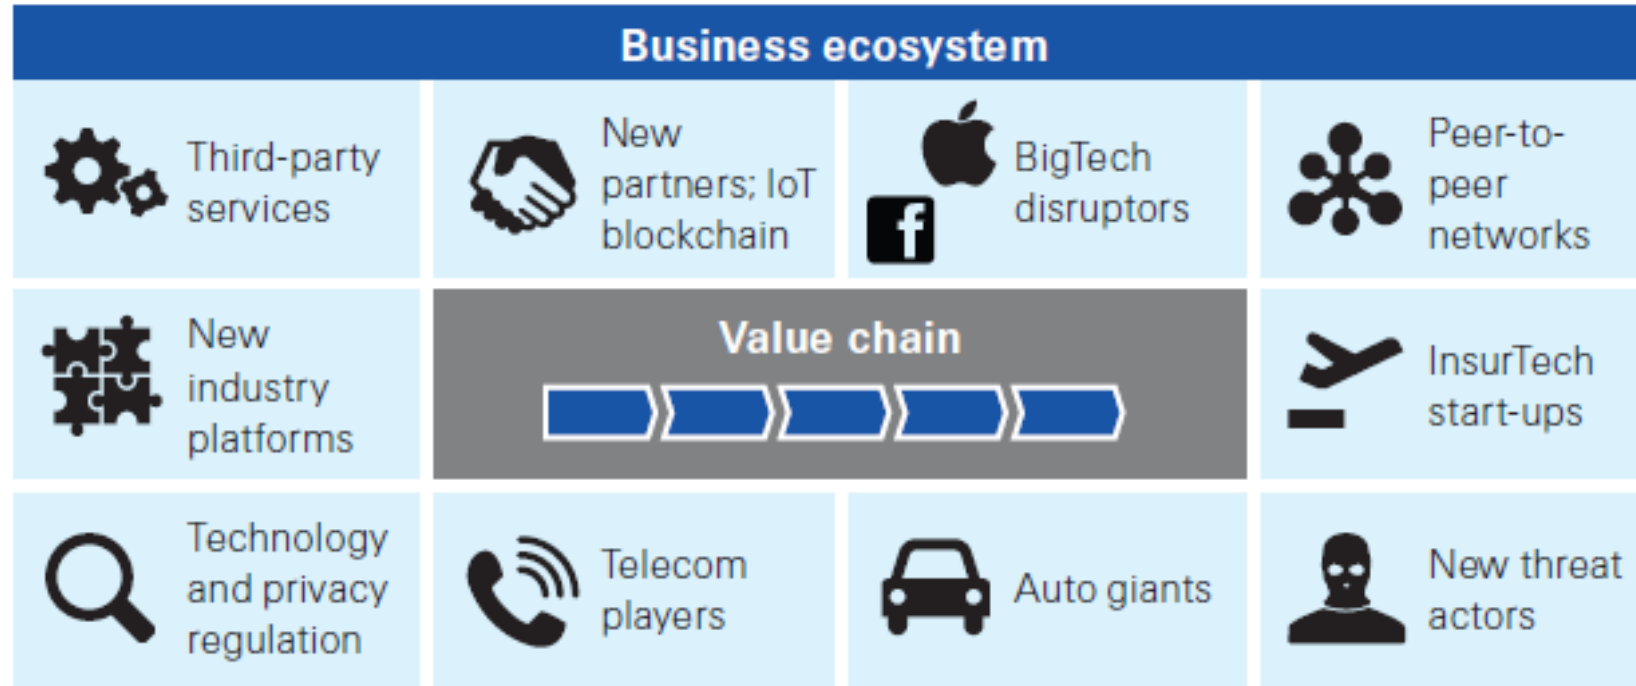 Business ecosystem
Third-party
services
New
partners; IoT
blockchain
BigTech
disruptors
Peer-to-
peer
networks
New
industry
platforms
Value chain
InsurTech
start-ups
Technology
and privacy
regulation
Telecom
players
Auto giants
New threat
actors